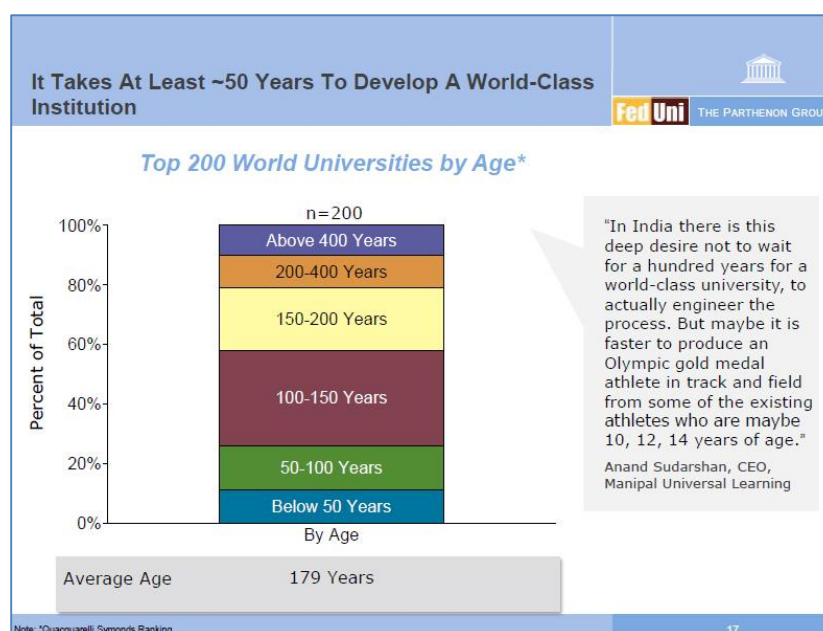 It Takes At Least ~50 Years To Develop A World-Class
Institution
Fed Uni
THE PARTHENON GROU
Top 200 World Universities by Age*
n=200
100%
80%
60%
40%
20%
0%
Percent of Total
Above 400 Years
200-400 Years
150-200 Years
100-150 Years
50-100 Years
Below 50 Years
By Age
Average Age 179 Years
"In India there is this
deep desire not to wait
for a hundred years for a
world-class university, to
actually engineer the
process. But maybe it is
faster to produce an
Olympic gold medal
athlete in track and field
from some of the existing
athletes who are maybe
10, 12, 14 years of age."
Anand Sudarshan, CEO,
Manipal Universal Learning
Note: *Quacquarelli Symonds Ranking
17